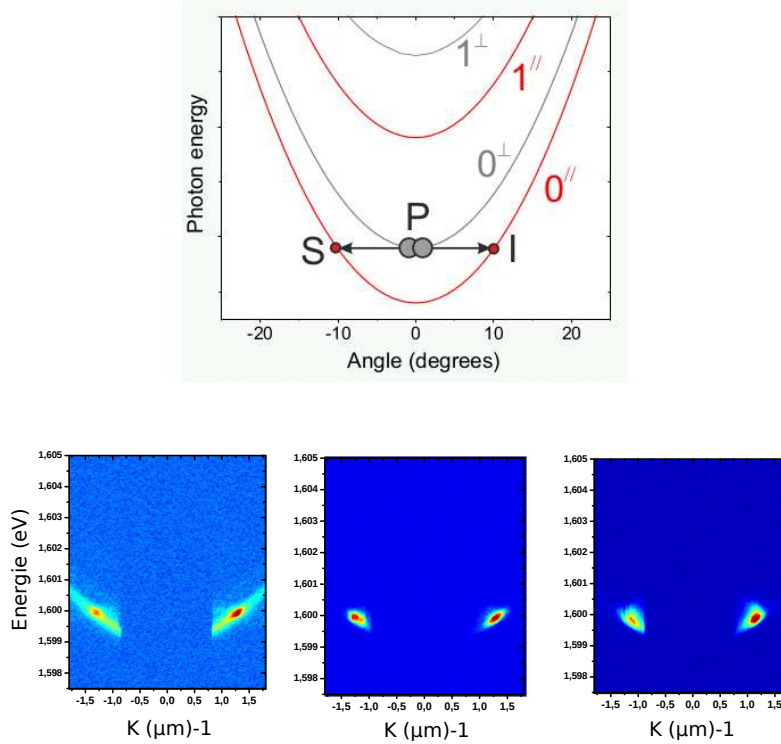 1⊥
1//
0⊥
0//
P
S
I
Photon energy
-20 -10 0 10 20
Angle (degrees)
1,605
1,604
1,603
1,602
1,601
1,600
1,599
1,598
Energie (eV)
-1,5 -1,0 -0,5 0,0 0,5 1,0 1,5
K (µm)-1
1,605
1,604
1,603
1,602
1,601
1,600
1,599
1,598
-1,5 -1,0 -0,5 0,0 0,5 1,0 1,5
K (µm)-1
1,605
1,604
1,603
1,602
1,601
1,600
1,599
1,598
-1,5 -1,0 -0,5 0,0 0,5 1,0 1,5
K (µm)-1